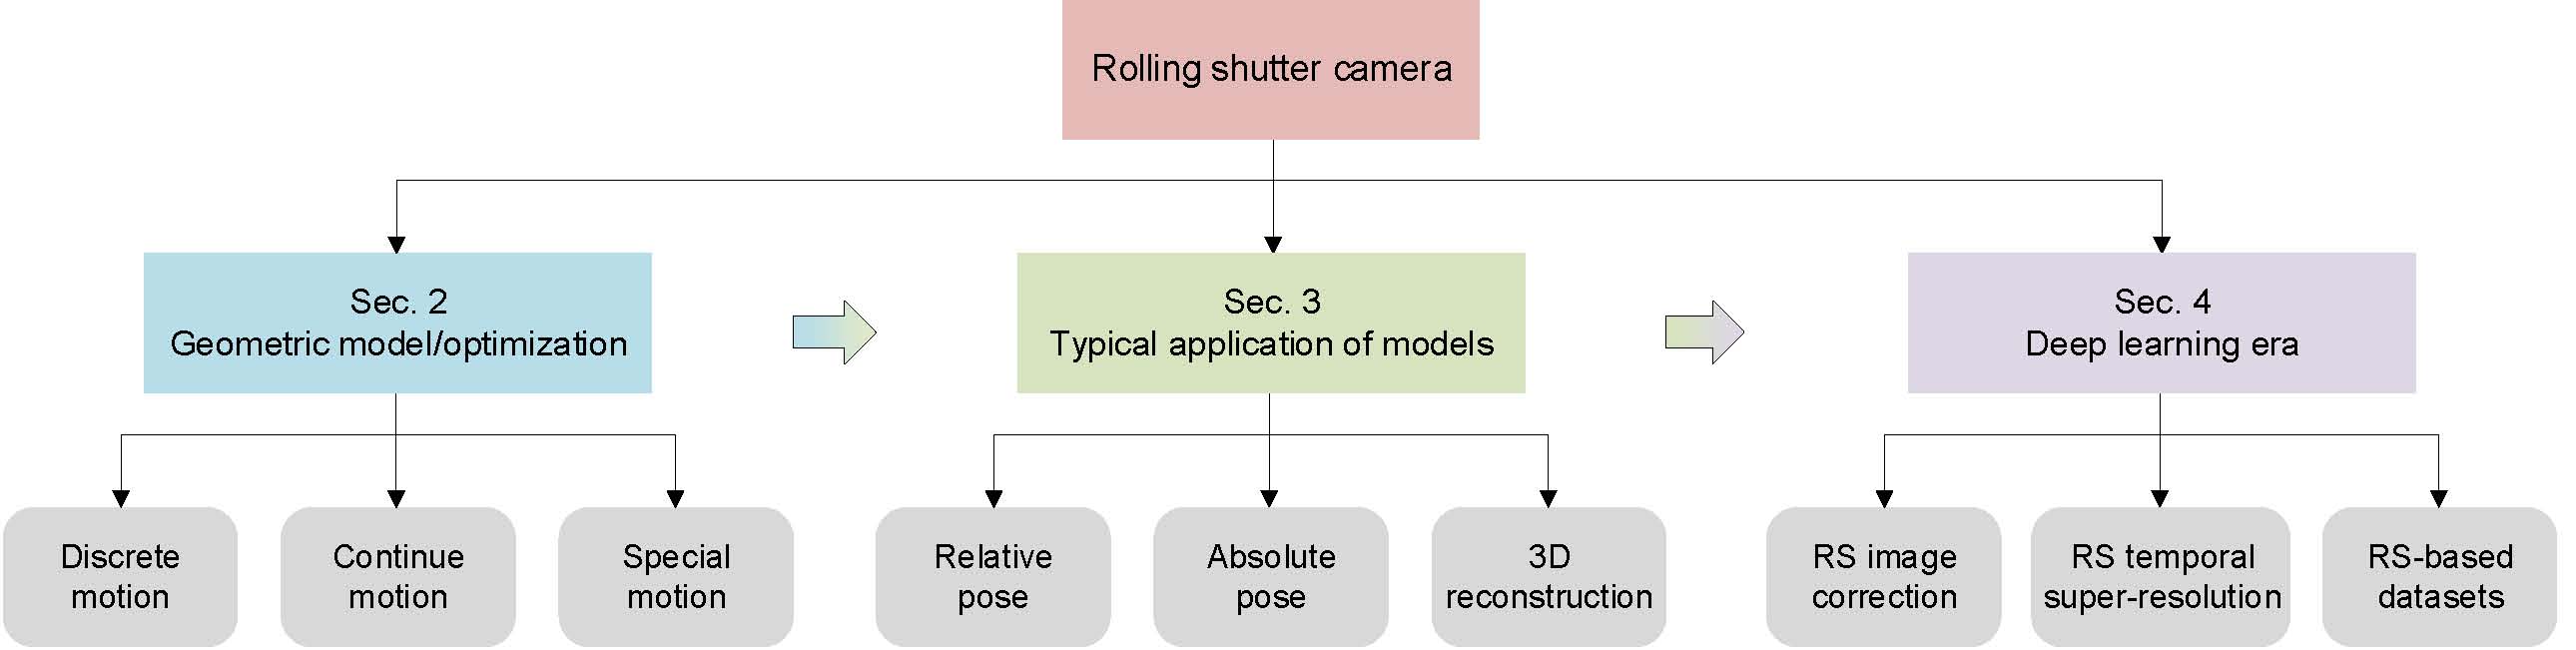 Rolling shutter camera
Sec. 2
Geometric model/optimization
Sec. 3
Typical application of models
Sec. 4
Deep learning era
Discrete
motion
Continue
motion
Special
motion
Relative
pose
Absolute
pose
3D
reconstruction
RS image
correction
RS temporal
super-resolution
RS-based
datasets